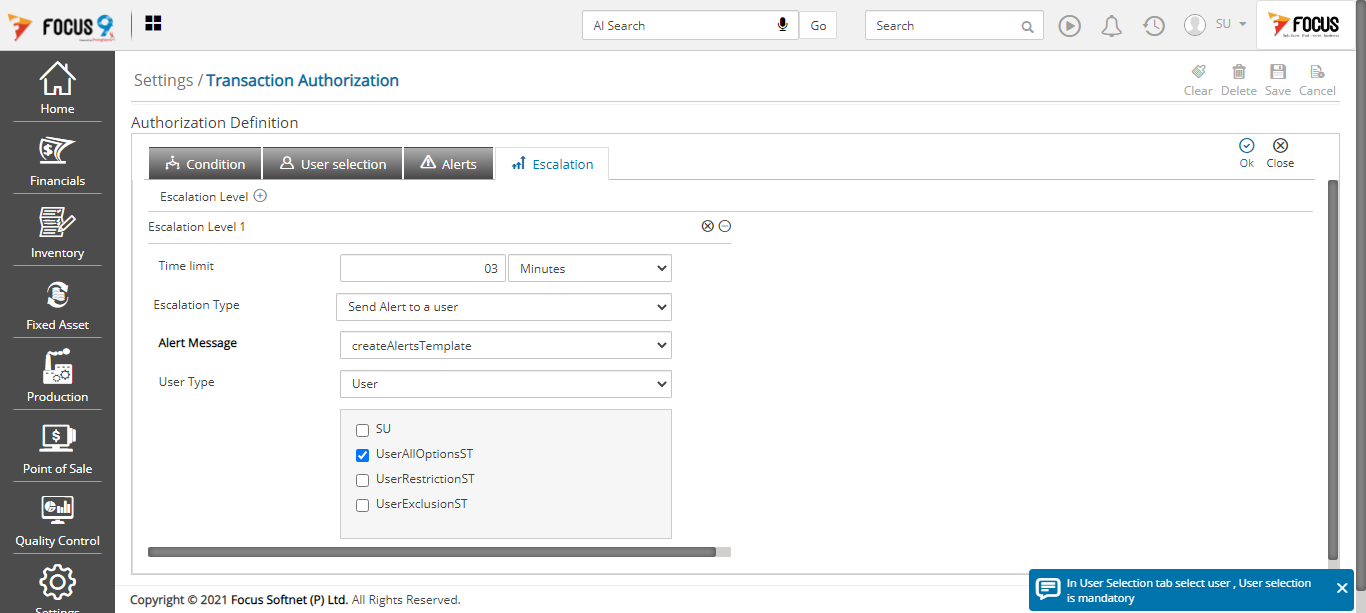 FOCUS 9
AI Search
Go
Search
SU
FOCUS
Home
Financials
Inventory
Fixed Asset
Production
Point of Sale
Quality Control
Settings
Settings / Transaction Authorization
Clear Delete Save Cancel
Authorization Definition
Condition User selection Alerts Escalation
Ok Close
Escalation Level
Escalation Level 1
Time limit 03 Minutes
Escalation Type Send Alert to a user
Alert Message createAlertsTemplate
User Type User
SU
UserAllOptionsST
UserRestrictionST
UserExclusionST
In User Selection tab select user , User selection
is mandatory
Copyright © 2021 Focus Softnet (P) Ltd. All Rights Reserved.